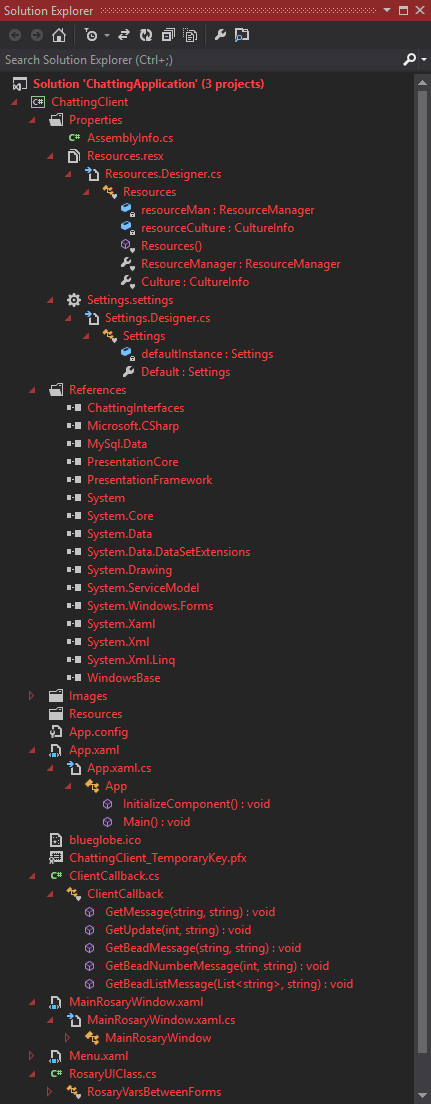 Solution Explorer
Search Solution Explorer (Ctrl+;)
Solution 'ChattingApplication' (3 projects)
C# ChattingClient
Properties
C# AssemblyInfo.cs
Resources.resx
Resources.Designer.cs
Resources
resourceMan : ResourceManager
resourceCulture : CultureInfo
Resources()
ResourceManager : ResourceManager
Culture : CultureInfo
Settings.settings
Settings.Designer.cs
Settings
defaultInstance : Settings
Default : Settings
References
ChattingInterfaces
Microsoft.CSharp
MySql.Data
PresentationCore
PresentationFramework
System
System.Core
System.Data
System.Data.DataSetExtensions
System.Drawing
System.ServiceModel
System.Windows.Forms
System.Xaml
System.Xml
System.Xml.Linq
WindowsBase
Images
Resources
App.config
App.xaml
App.xaml.cs
App
InitializeComponent() : void
Main() : void
blueglobe.ico
ChattingClient_TemporaryKey.pfx
C# ClientCallback.cs
ClientCallback
GetMessage(string, string) : void
GetUpdate(int, string) : void
GetBeadMessage(string, string) : void
GetBeadNumberMessage(int, string) : void
GetBeadListMessage(List<string>, string) : void
MainRosaryWindow.xaml
MainRosaryWindow.xaml.cs
MainRosaryWindow
Menu.xaml
C# RosaryUIClass.cs
RosaryVarsBetweenForms